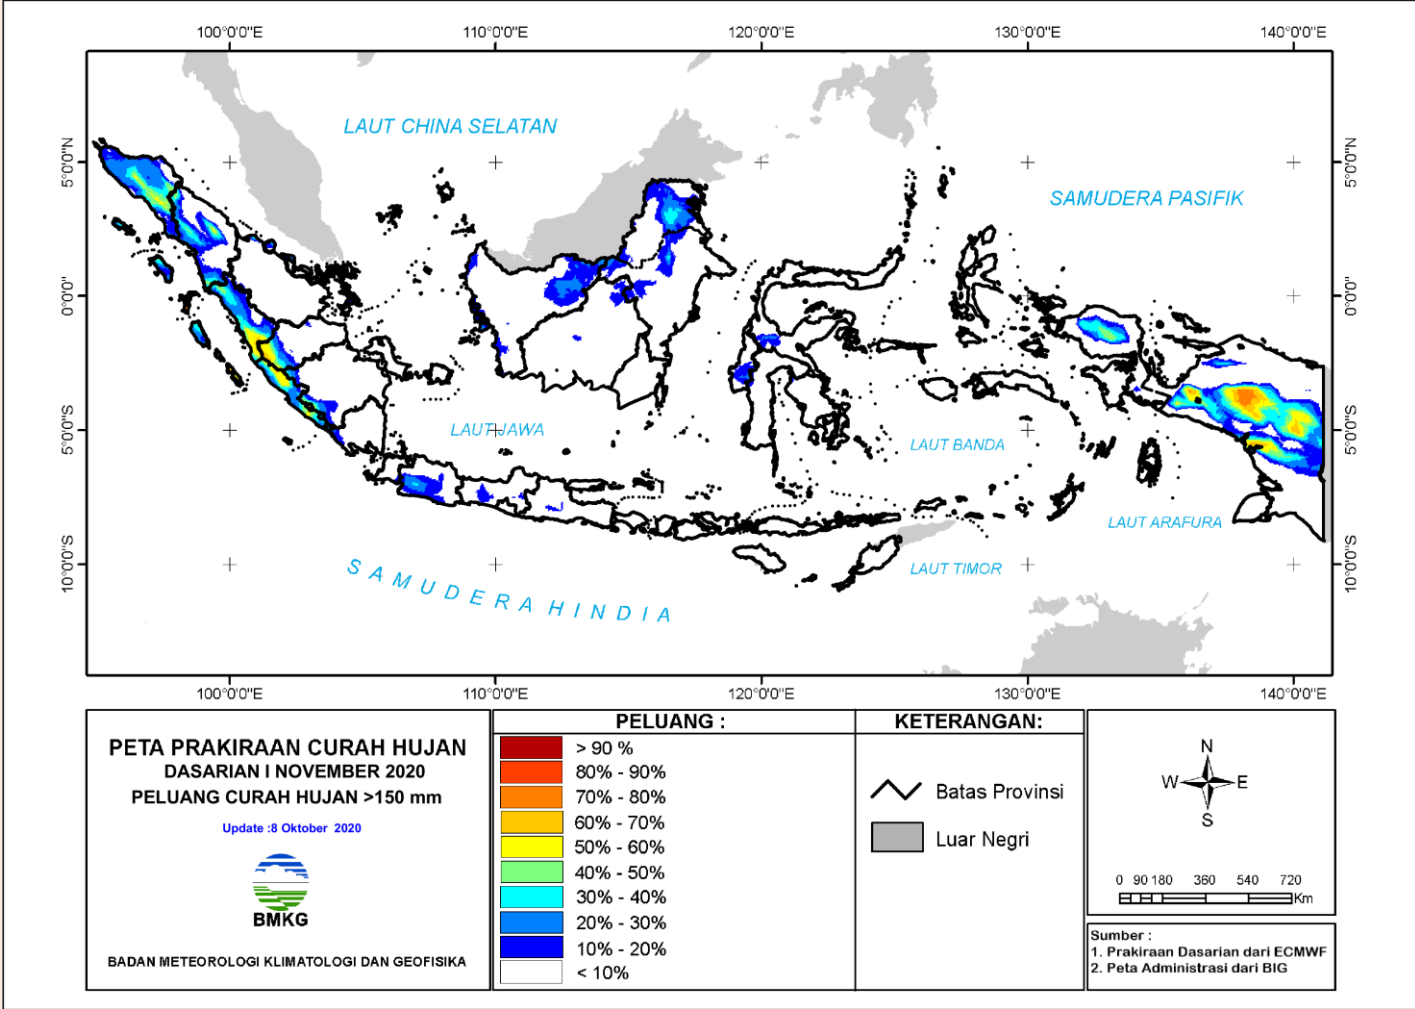 100°0'0"E 110°0'0"E 120°0'0"E 130°0'0"E 140°0'0"E
5°0'0"N
0°0'0"
5°0'0"S
10°0'0"S
LAUT CHINA SELATAN
SAMUDERA PASIFIK
LAUT JAWA
LAUT BANDA
LAUT ARAFURA
LAUT TIMOR
SAMUDERA HINDIA
5°0'0"N
0°0'0"
5°0'0"S
10°0'0"S
100°0'0"E 110°0'0"E 120°0'0"E 130°0'0"E 140°0'0"E
PETA PRAKIRAAN CURAH HUJAN
DASARIAN I NOVEMBER 2020
PELUANG CURAH HUJAN >150 mm
Update :8 Oktober 2020
BMKG
BADAN METEOROLOGI KLIMATOLOGI DAN GEOFISIKA
PELUANG :
> 90 %
80% - 90%
70% - 80%
60% - 70%
50% - 60%
40% - 50%
30% - 40%
20% - 30%
10% - 20%
< 10%
KETERANGAN:
Batas Provinsi
Luar Negri
N
W E
S
0 90 180 360 540 720
Km
Sumber :
1. Prakiraan Dasarian dari ECMWF
2. Peta Administrasi dari BIG